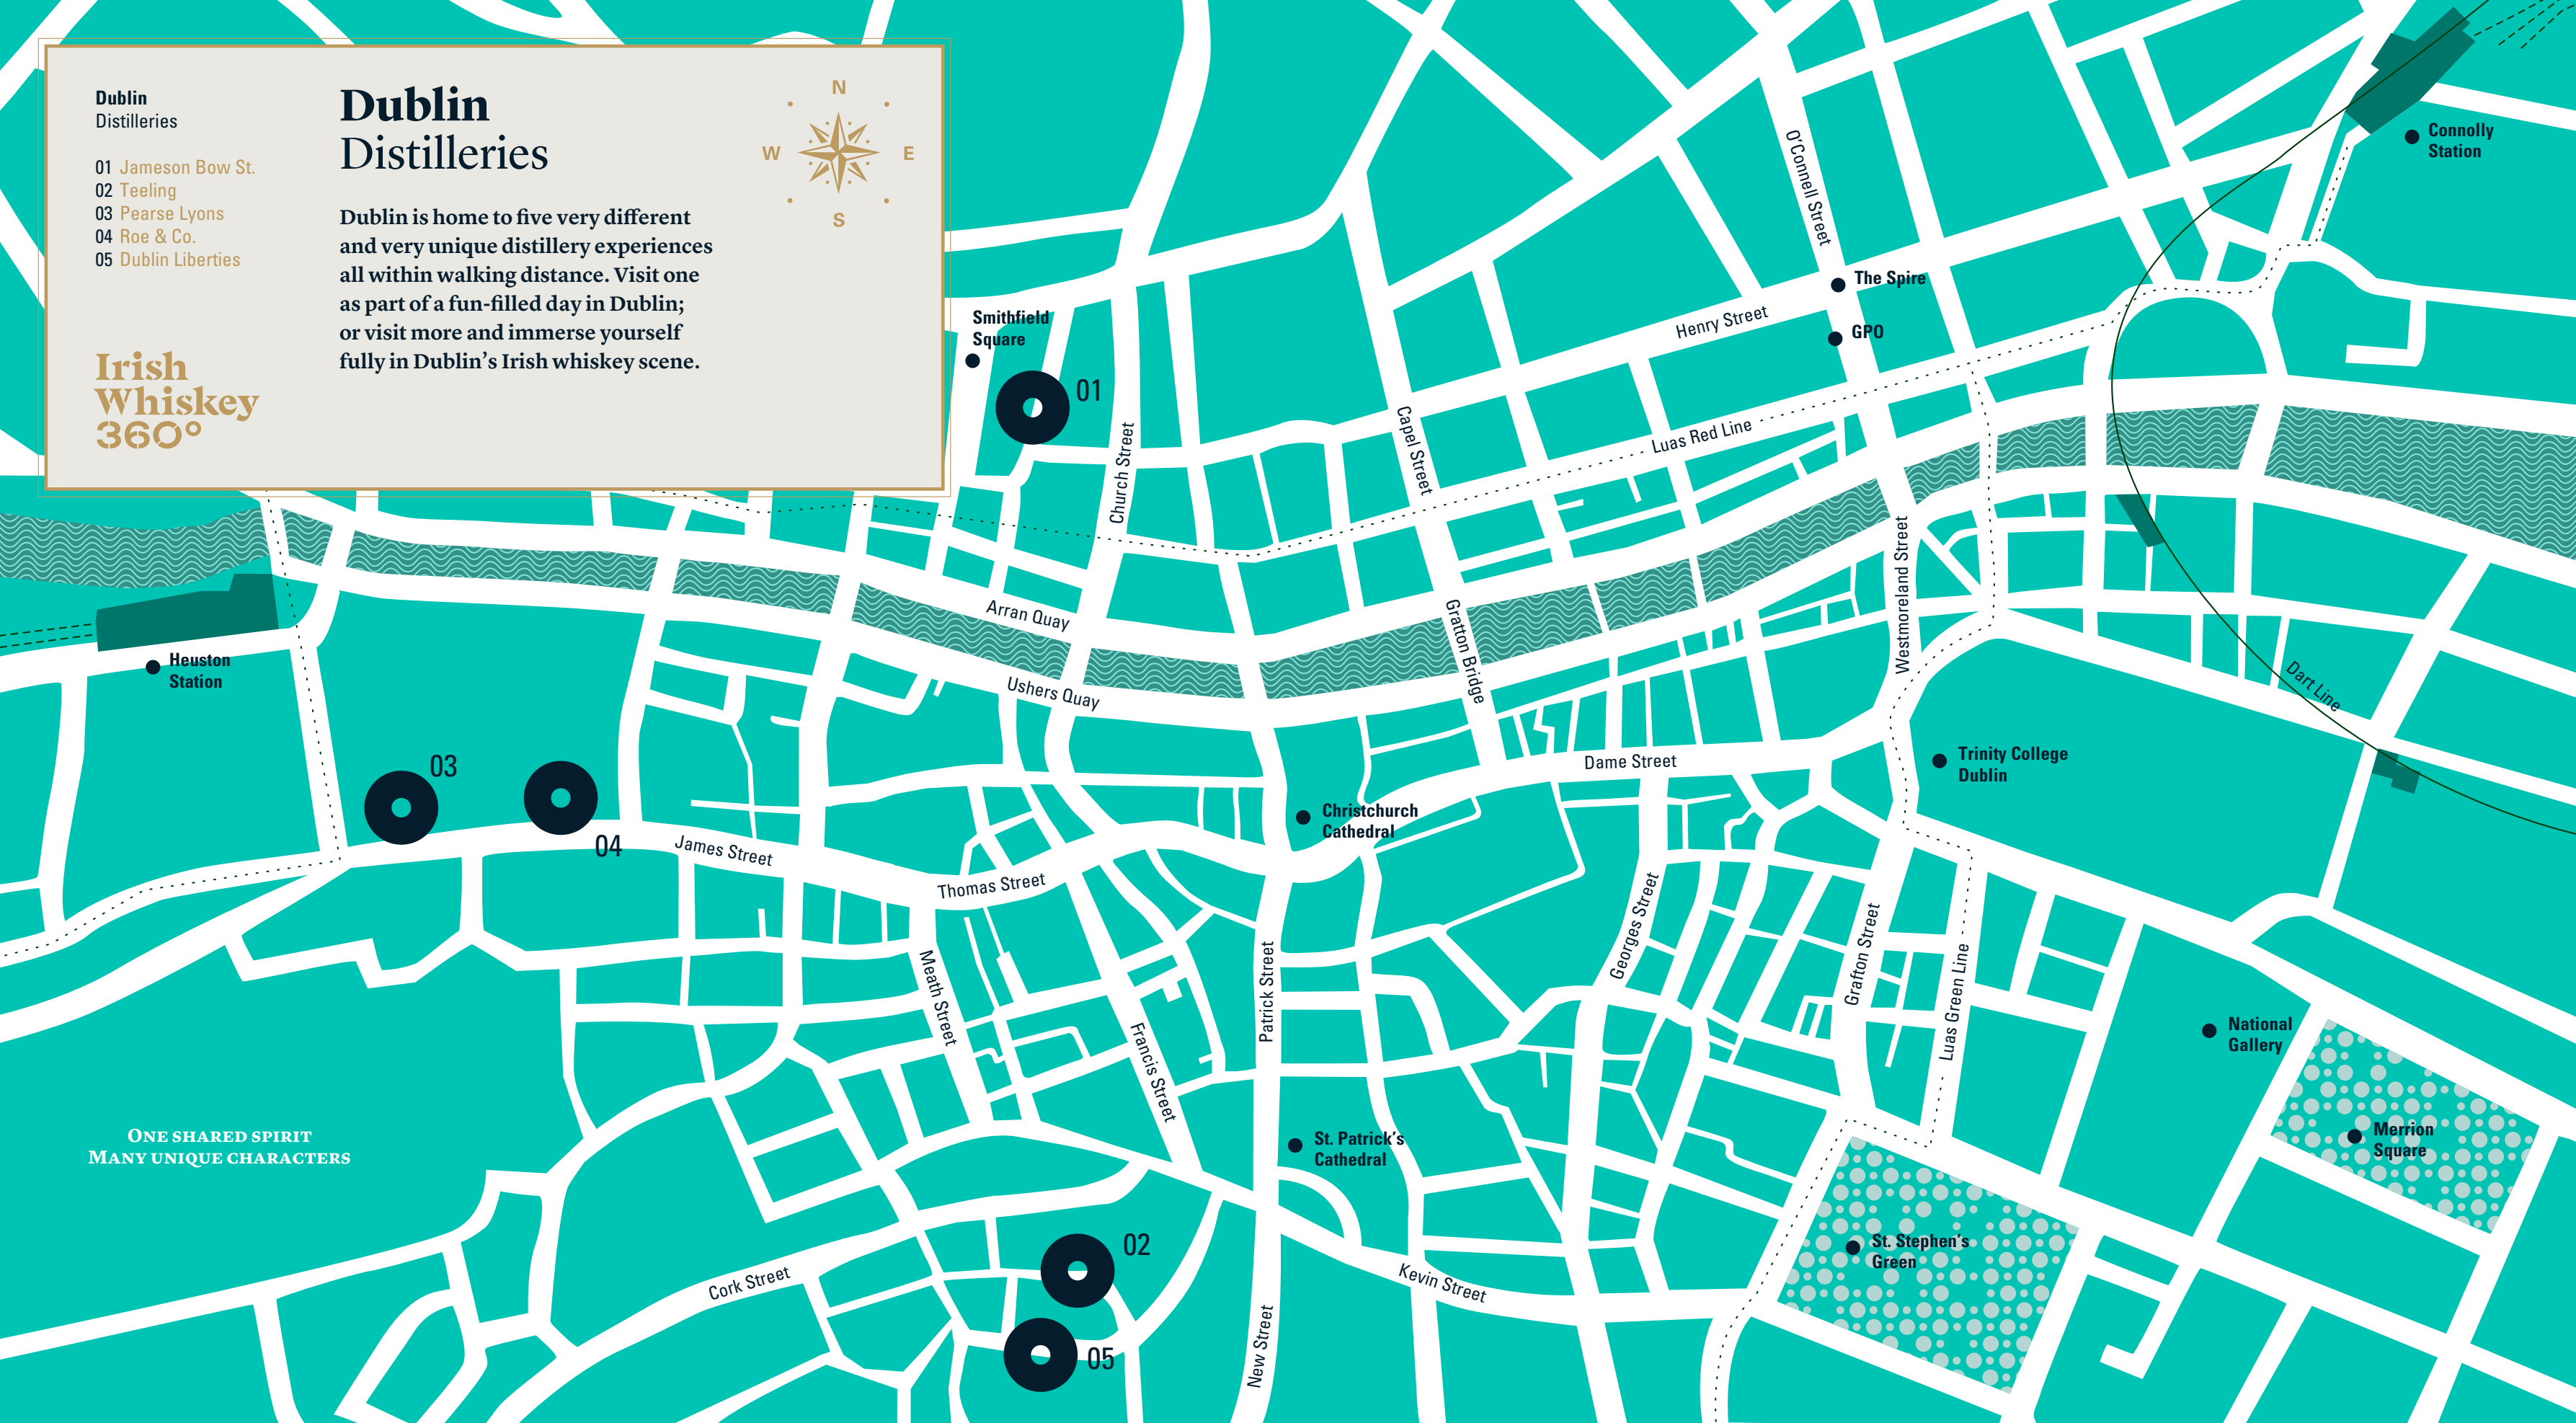 Dublin
Distilleries
01 Jameson Bow St.
02 Teeling
03 Pearse Lyons
04 Roe & Co.
05 Dublin Liberties
Irish
Whiskey
360°
Dublin
Distilleries
Dublin is home to five very different
and very unique distillery experiences
all within walking distance. Visit one
as part of a fun-filled day in Dublin;
or visit more and immerse yourself
fully in Dublin's Irish whiskey scene.
N
W
E
S
Connolly
Station
O'Connell Street
The Spire
Henry Street
GPO
Smithfield
Square
01
Church Street
Capel Street
Luas Red Line
Arran Quay
Westmoreland Street
Grattan Bridge
Ushers Quay
Heuston
Station
Dart Line
03
04
Dame Street
Trinity College
Dublin
Christchurch
Cathedral
James Street
Thomas Street
Georges Street
Grafton Street
Luas Green Line
Meath Street
Patrick Street
Francis Street
National
Gallery
ONE SHARED SPIRIT
MANY UNIQUE CHARACTERS
St. Patrick's
Cathedral
Merrion
Square
02
St. Stephen's
Green
Cork Street
Kevin Street
New Street
05